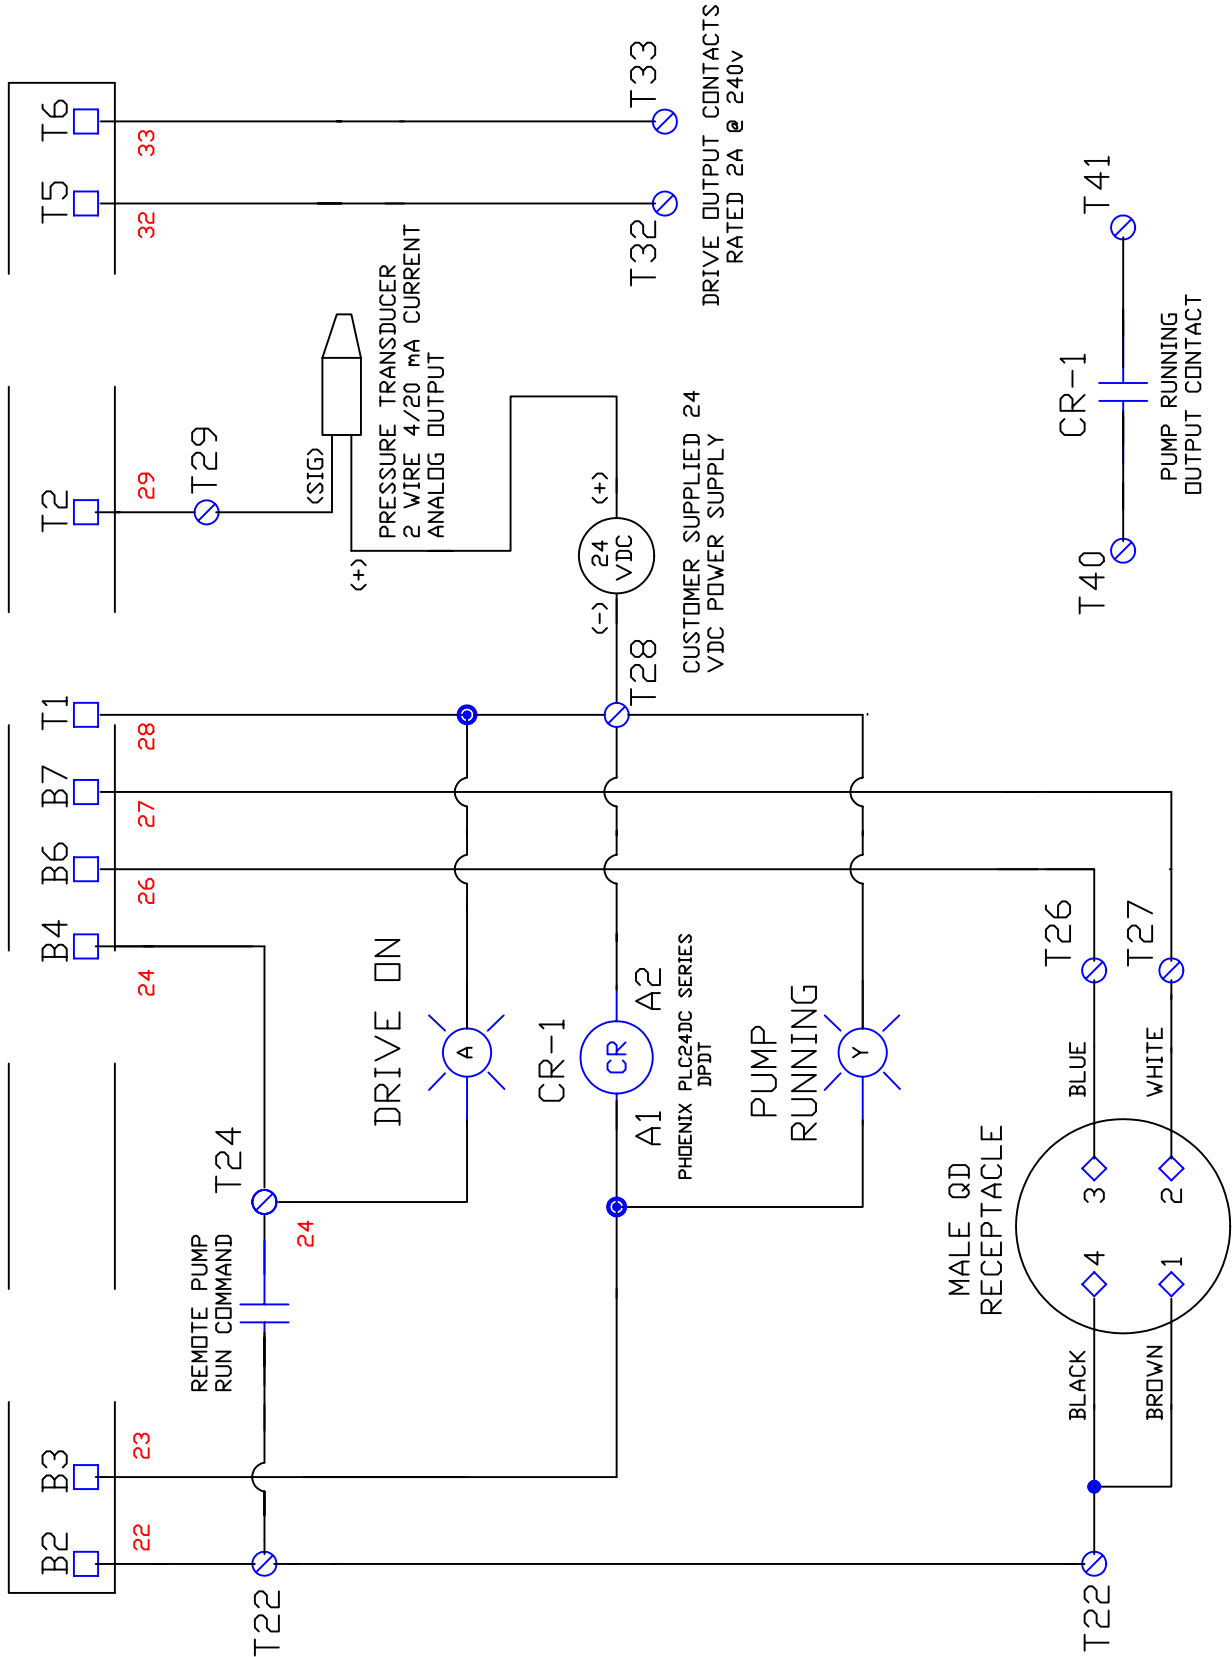 B2
B3
B4
B6
B7
T1
T2
T5
T6
22
23
24
26
27
28
29
32
33
T22
REMOTE PUMP
RUN COMMAND
T24
24
T29
(SIG)
(+)
PRESSURE TRANSDUCER
2 WIRE 4/20 mA CURRENT
ANALOG OUTPUT
DRIVE ON
A
CR-1
CR
A1
A2
PHOENIX PLC24DC SERIES
DPDT
T28
(-)
24
VDC
(+)
CUSTOMER SUPPLIED 24
VDC POWER SUPPLY
T32
T33
DRIVE OUTPUT CONTACTS
RATED 2A @ 240v
PUMP
RUNNING
Y
MALE QD
RECEPTACLE
T22
BLACK
4
3
BLUE
T26
BROWN
1
2
WHITE
T27
T40
CR-1
T41
PUMP RUNNING
OUTPUT CONTACT